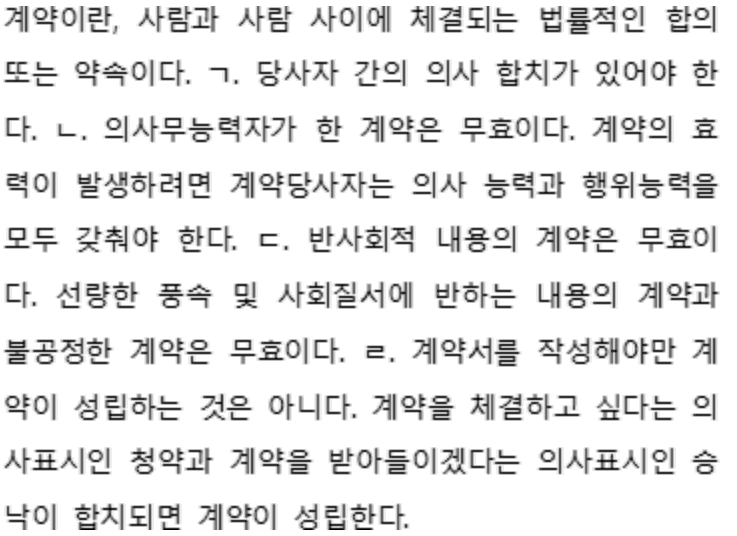 계약이란, 사람과 사람 사이에 체결되는 법률적인 합의
또는 약속이다. ㄱ. 당사자 간의 의사 합치가 있어야 한
다. ㄴ. 의사무능력자가 한 계약은 무효이다. 계약의 효
력이 발생하려면 계약당사자는 의사 능력과 행위능력을
모두 갖춰야 한다. ㄷ. 반사회적 내용의 계약은 무효이
다. 선량한 풍속 및 사회질서에 반하는 내용의 계약과
불공정한 계약은 무효이다. ㄹ. 계약서를 작성해야만 계
약이 성립하는 것은 아니다. 계약을 체결하고 싶다는 의
사표시인 청약과 계약을 받아들이겠다는 의사표시인 승
낙이 합치되면 계약이 성립한다.